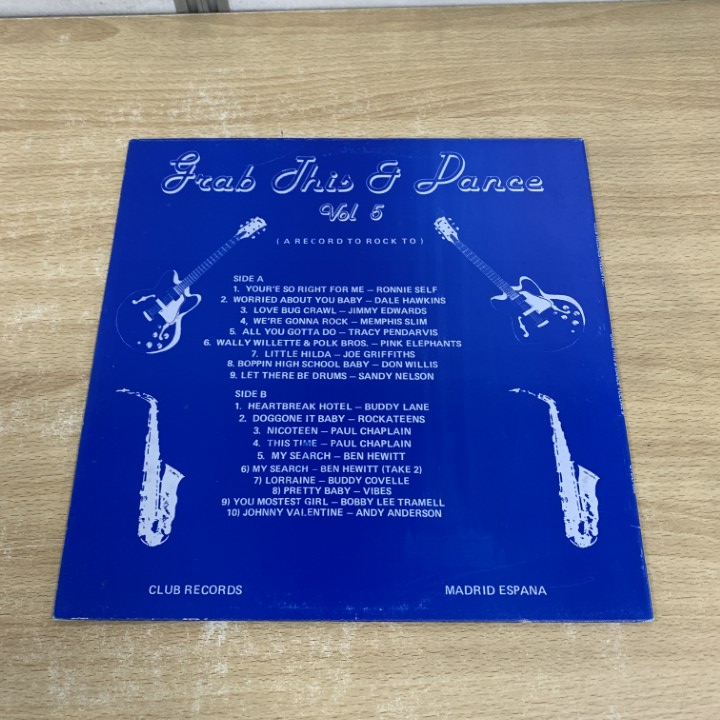 Grab This & Dance
Vol 5
( A RECORD TO ROCK TO )
SIDE A
1. YOUR'E SO RIGHT FOR ME — RONNIE SELF
2. WORRIED ABOUT YOU BABY — DALE HAWKINS
3. LOVE BUG CRAWL — JIMMY EDWARDS
4, WE'RE GONNA ROCK — MEMPHIS SLIM
5. ALL YOU GOTTA DO — TRACY PENDARVIS
6. WALLY WILLETTE & POLK BROS. — PINK ELEPHANTS
7. LITTLE HILDA — JOE GRIFFITHS
8. BOPPIN HIGH SCHOOL BABY — DON WILLIS
9. LET THERE BE DRUMS — SANDY NELSON
SIDE B
1. HEARTBREAK HOTEL — BUDDY LANE
2. DOGGONE IT BABY — ROCKATEENS
3. NICOTEEN — PAUL CHAPLAIN
4. THIS TIME — PAUL CHAPLAIN
5. MY SEARCH — BEN HEWITT
6) MY SEARCH — BEN HEWITT (TAKE 2)
7) LORRAINE — BUDDY COVELLE
8) PRETTY BABY — VIBES
9) YOU MOSTEST GIRL — BOBBY LEE TRAMELL
10) JOHNNY VALENTINE — ANDY ANDERSON
CLUB RECORDS MADRID ESPANA